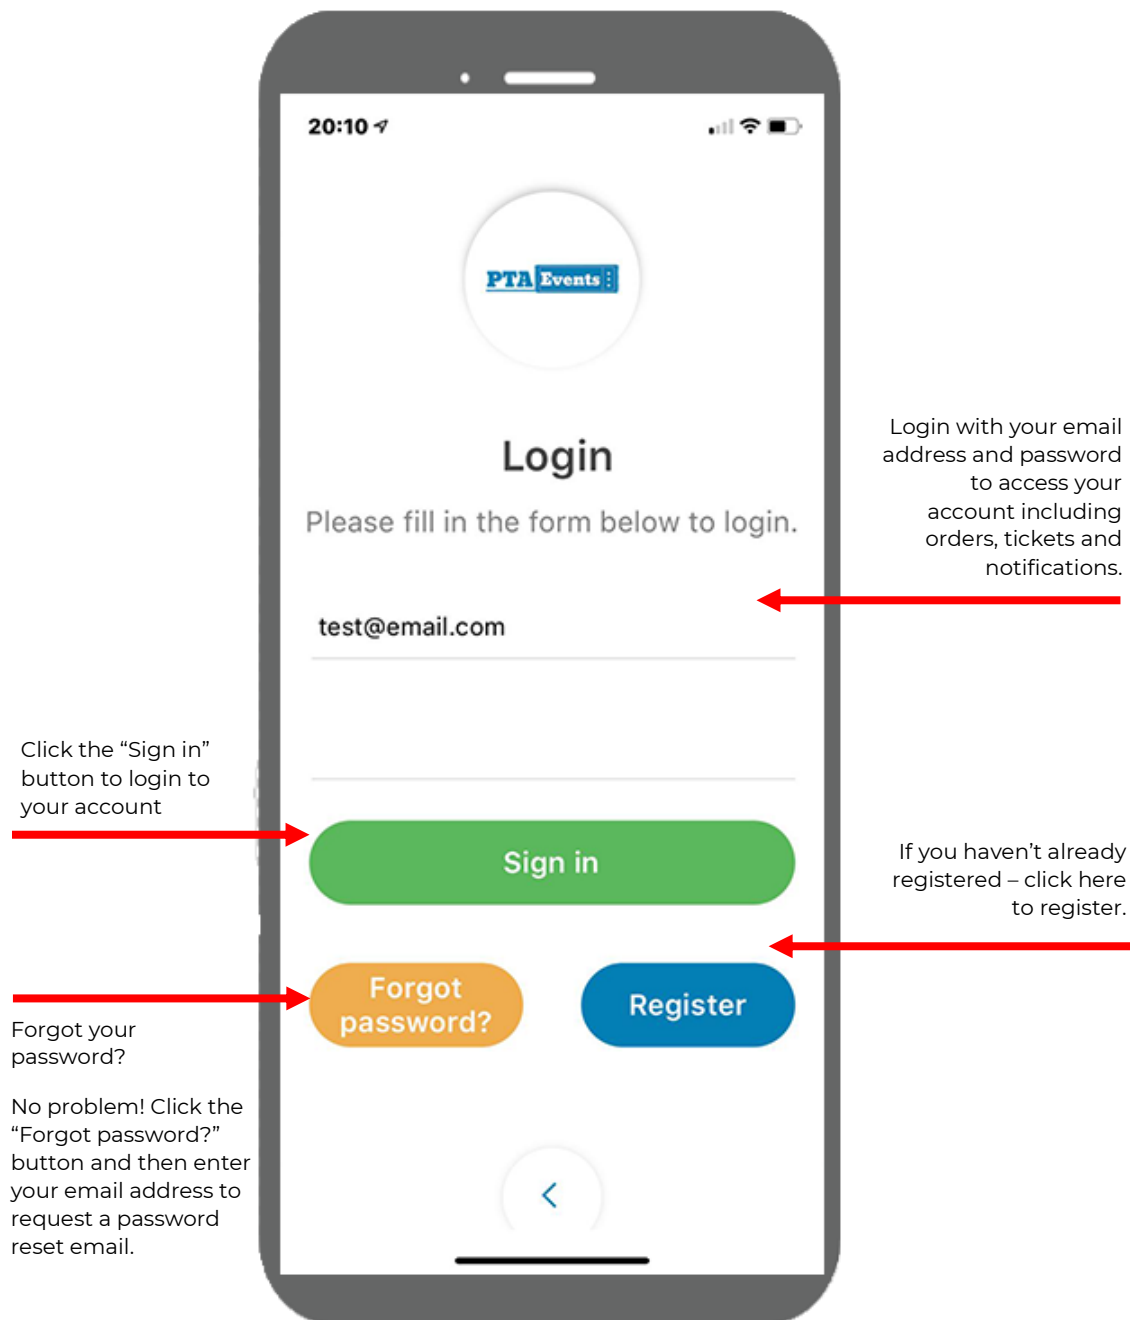 20:10
PTA Events
Login
Please fill in the form below to login.
Login with your email
address and password
to access your
account including
orders, tickets and
notifications.
test@email.com
Click the “Sign in”
button to login to
your account
Sign in
If you haven’t already
registered – click here
to register.
Forgot
password?
Register
Forgot your
password?
No problem! Click the
“Forgot password?”
button and then enter
your email address to
request a password
reset email.